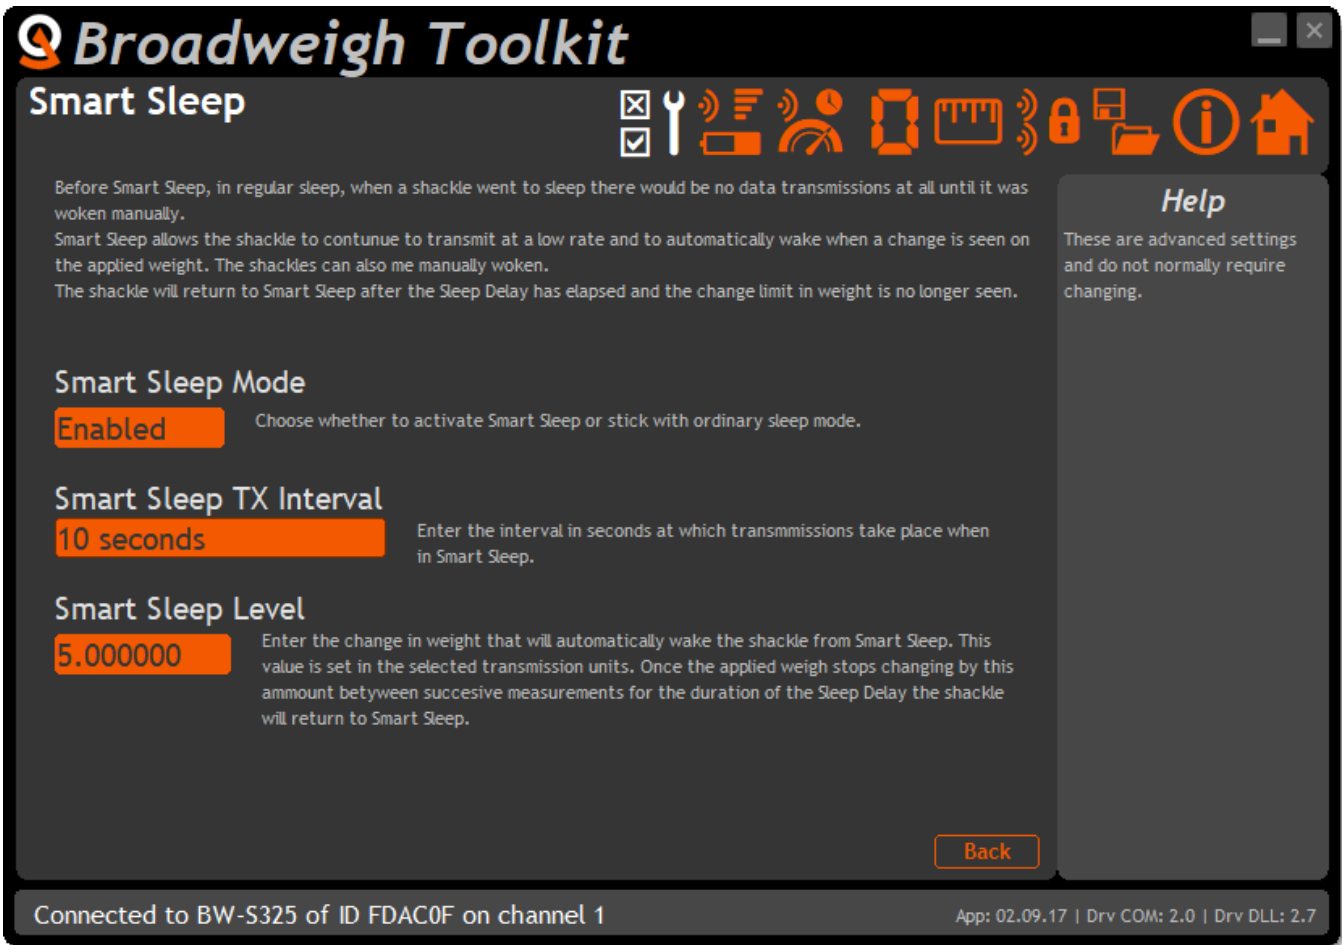 Broadweigh Toolkit
Smart Sleep
Before Smart Sleep, in regular sleep, when a shackle went to sleep there would be no data transmissions at all until it was
woken manually.
Smart Sleep allows the shackle to contunue to transmit at a low rate and to automatically wake when a change is seen on
the applied weight. The shackles can also me manually woken.
The shackle will return to Smart Sleep after the Sleep Delay has elapsed and the change limit in weight is no longer seen.
Smart Sleep Mode
Enabled
Choose whether to activate Smart Sleep or stick with ordinary sleep mode.
Smart Sleep TX Interval
10 seconds
Enter the interval in seconds at which transmmissions take place when
in Smart Sleep.
Smart Sleep Level
5.000000
Enter the change in weight that will automatically wake the shackle from Smart Sleep. This
value is set in the selected transmission units. Once the applied weigh stops changing by this
ammount betyween succesive measurements for the duration of the Sleep Delay the shackle
will return to Smart Sleep.
Back
Help
These are advanced settings
and do not normally require
changing.
Connected to BW-S325 of ID FDAC0F on channel 1
App: 02.09.17 | Drv COM: 2.0 | Drv DLL: 2.7